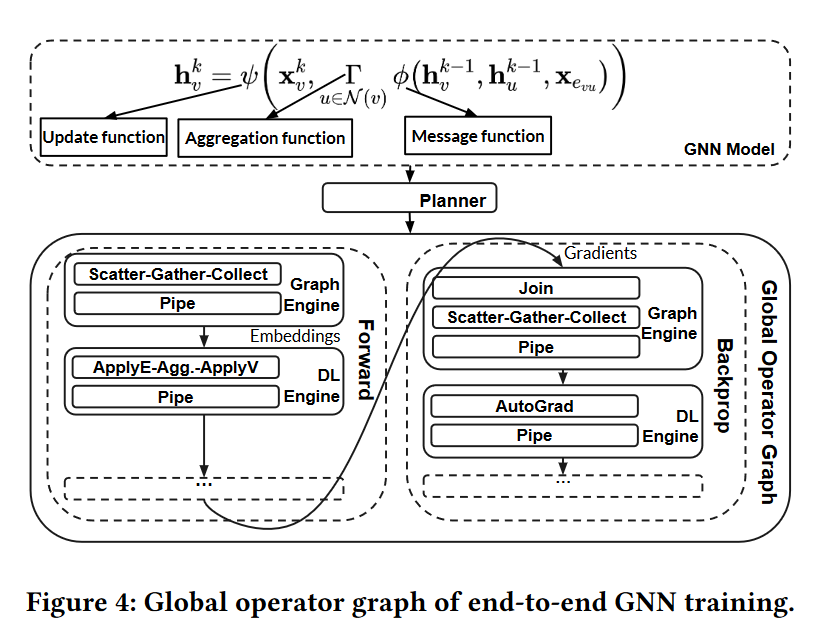 h_v^k = ψ(x_v^k, Γ_{u∈N(v)} ϕ(h_v^{k−1}, h_u^{k−1}, x_{e_{vu}}))
Update function
Aggregation function
Message function
GNN Model
Planner
Scatter-Gather-Collect
Pipe
Graph
Engine
Embeddings
ApplyE-Agg.-ApplyV
Pipe
DL
Engine
...
Forward
Gradients
Join
Scatter-Gather-Collect
Pipe
Graph
Engine
AutoGrad
Pipe
DL
Engine
...
Backprop
Global Operator Graph
Figure 4: Global operator graph of end-to-end GNN training.